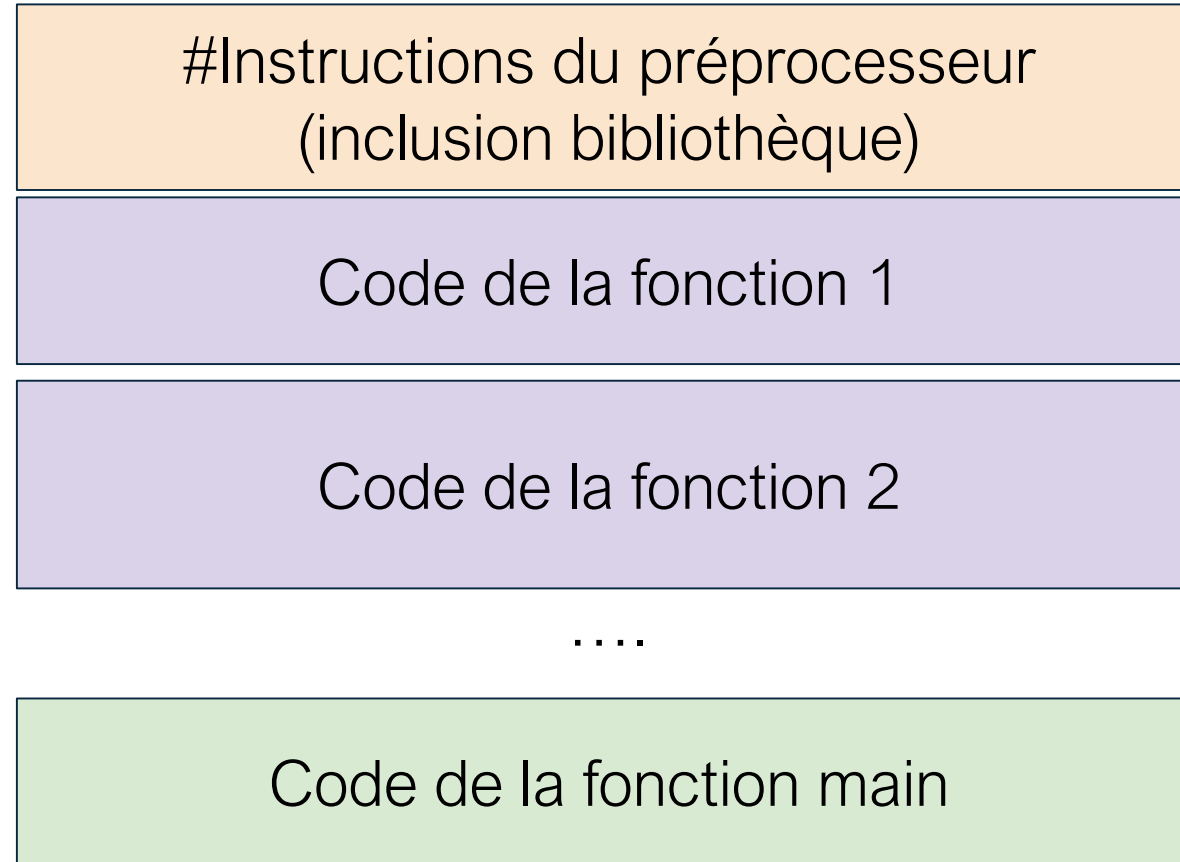 #Instructions du préprocesseur
(inclusion bibliothèque)
Code de la fonction 1
Code de la fonction 2
….
Code de la fonction main